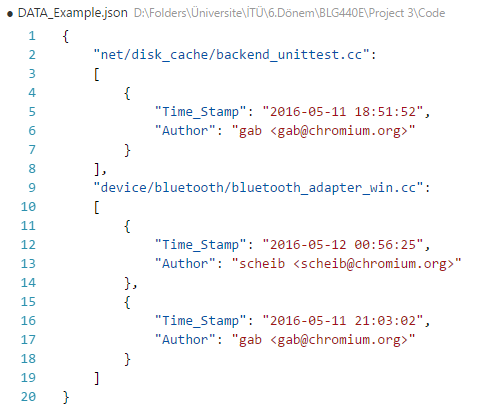 ● DATA_Example.json D:\Folders\Üniversite\İTÜ\6.Dönem\BLG440E\Project 3\Code
1 {
2 "net/disk_cache/backend_unittest.cc":
3 [
4 {
5 "Time_Stamp": "2016-05-11 18:51:52",
6 "Author": "gab <gab@chromium.org>"
7 }
8 ],
9 "device/bluetooth/bluetooth_adapter_win.cc":
10 [
11 {
12 "Time_Stamp": "2016-05-12 00:56:25",
13 "Author": "scheib <scheib@chromium.org>"
14 },
15 {
16 "Time_Stamp": "2016-05-11 21:03:02",
17 "Author": "gab <gab@chromium.org>"
18 }
19 ]
20 }